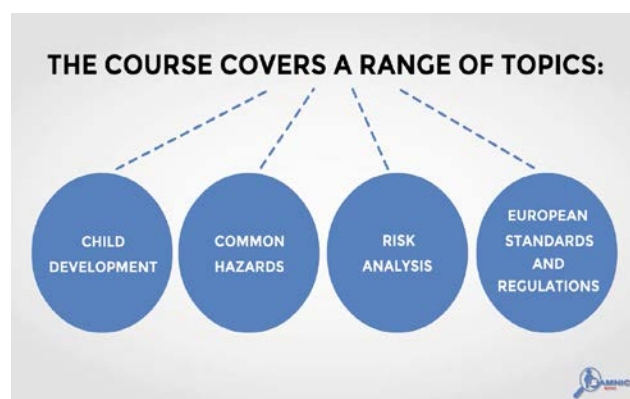 THE COURSE COVERS A RANGE OF TOPICS:
CHILD
DEVELOPMENT
COMMON
HAZARDS
RISK
ANALYSIS
EUROPEAN
STANDARDS
AND
REGULATIONS